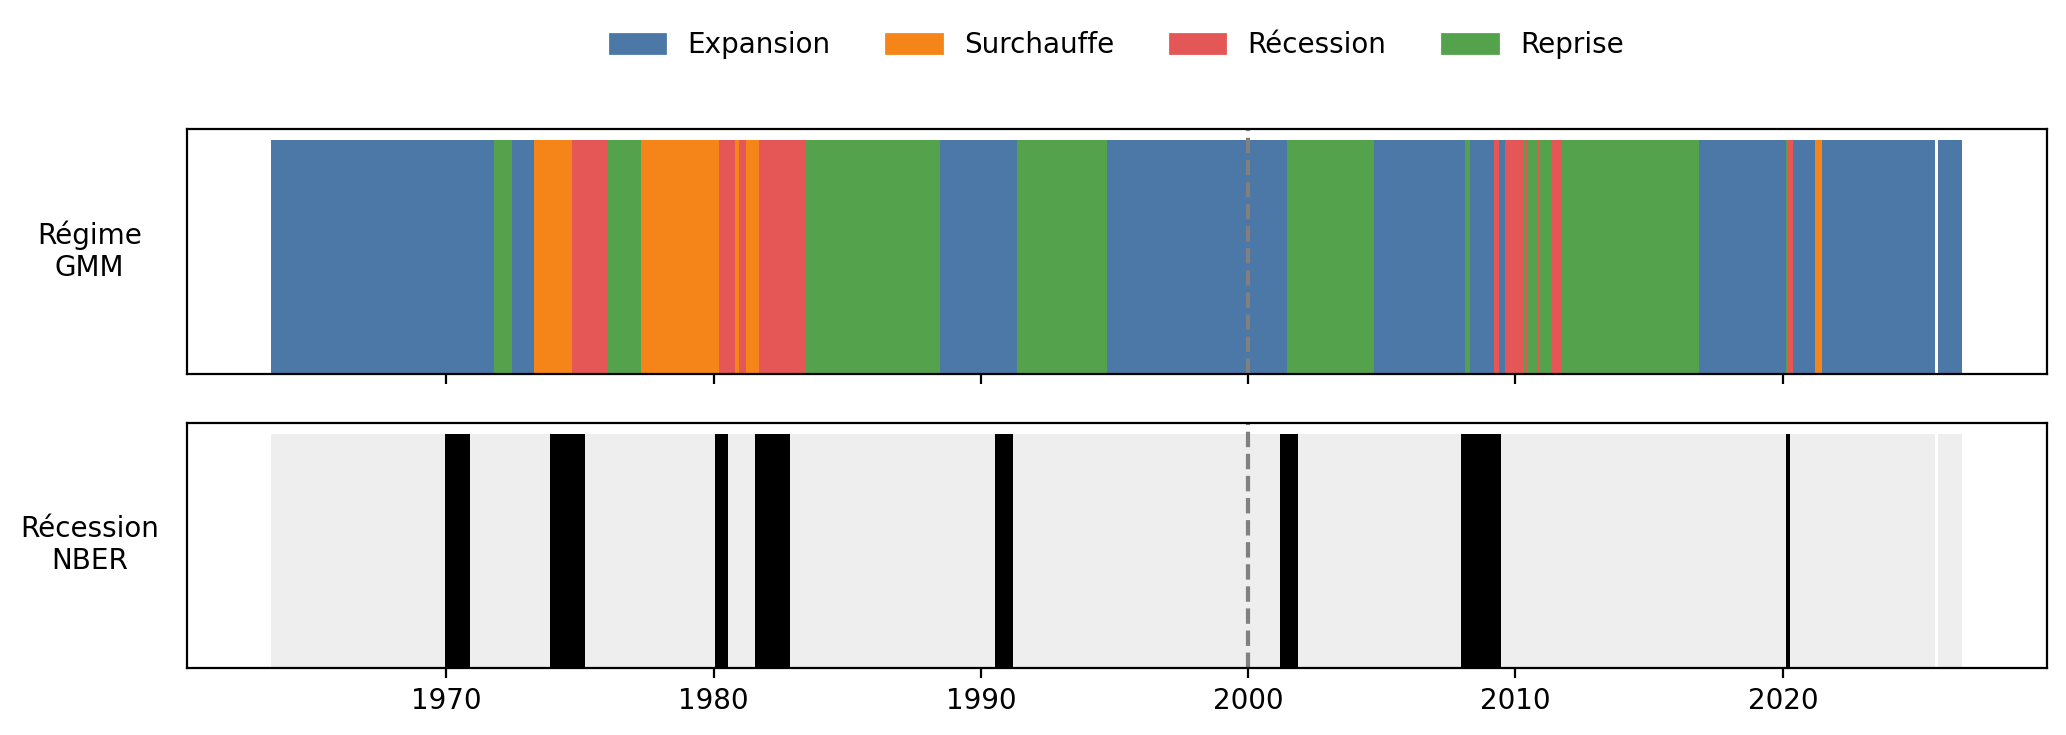 Expansion Surchauffe Récession Reprise
Régime
GMM
Récession
NBER
1970 1980 1990 2000 2010 2020